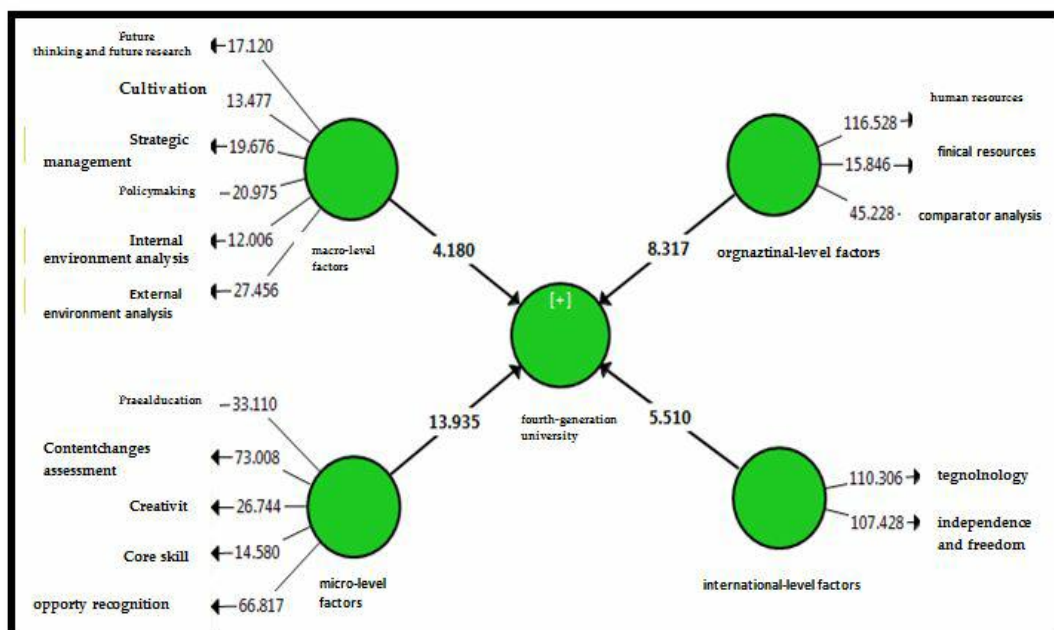 Future
thinking and future research
17.120
Cultivation
13.477
Strategic
management
19.676
Policymaking
20.975
Internal
environment analysis
12.006
External
environment analysis
27.456
macro-level
factors
4.180
human resources
116.528
finical resources
15.846
comparator analysis
45.228
orgnaztinal-level factors
8.317
[+]
fourth-generation
university
Praealducation
33.110
Contentchanges
assessment
73.008
Creativit
26.744
Core skill
14.580
opporty recognition
66.817
micro-level
factors
13.935
5.510
tegnolnology
110.306
independence
and freedom
107.428
international-level factors